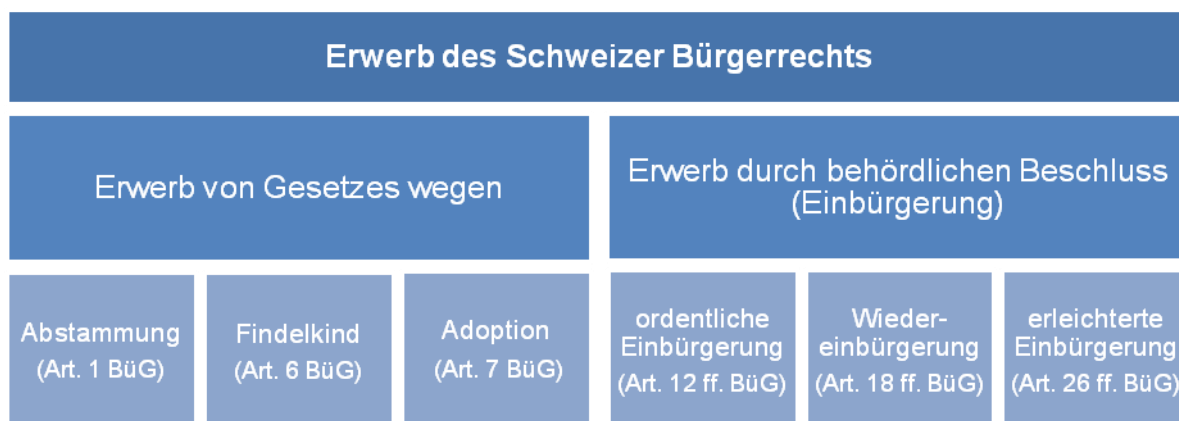 Erwerb des Schweizer Bürgerrechts
Erwerb von Gesetzes wegen
Erwerb durch behördlichen Beschluss
(Einbürgerung)
Abstammung
(Art. 1 BüG)
Findelkind
(Art. 6 BüG)
Adoption
(Art. 7 BüG)
ordentliche
Einbürgerung
(Art. 12 ff. BüG)
Wieder-
einbürgerung
(Art. 18 ff. BüG)
erleichterte
Einbürgerung
(Art. 26 ff. BüG)